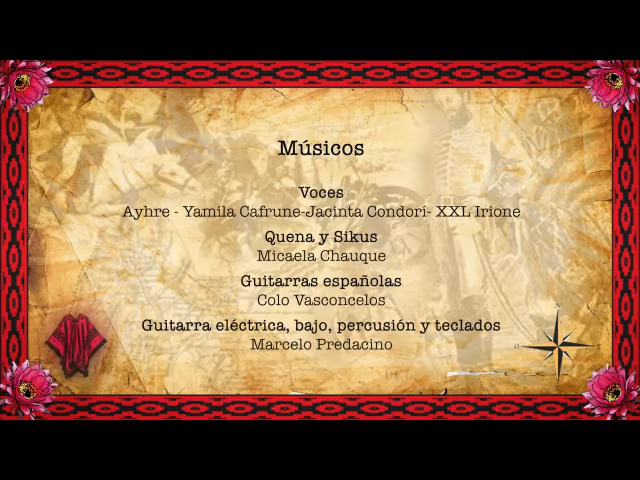 Músicos
Voces
Ayhre - Yamila Cafrune-Jacinta Condorí- XXL Irione
Quena y Sikus
Micaela Chauque
Guitarras españolas
Colo Vasconcelos
Guitarra eléctrica, bajo, percusión y teclados
Marcelo Predacino